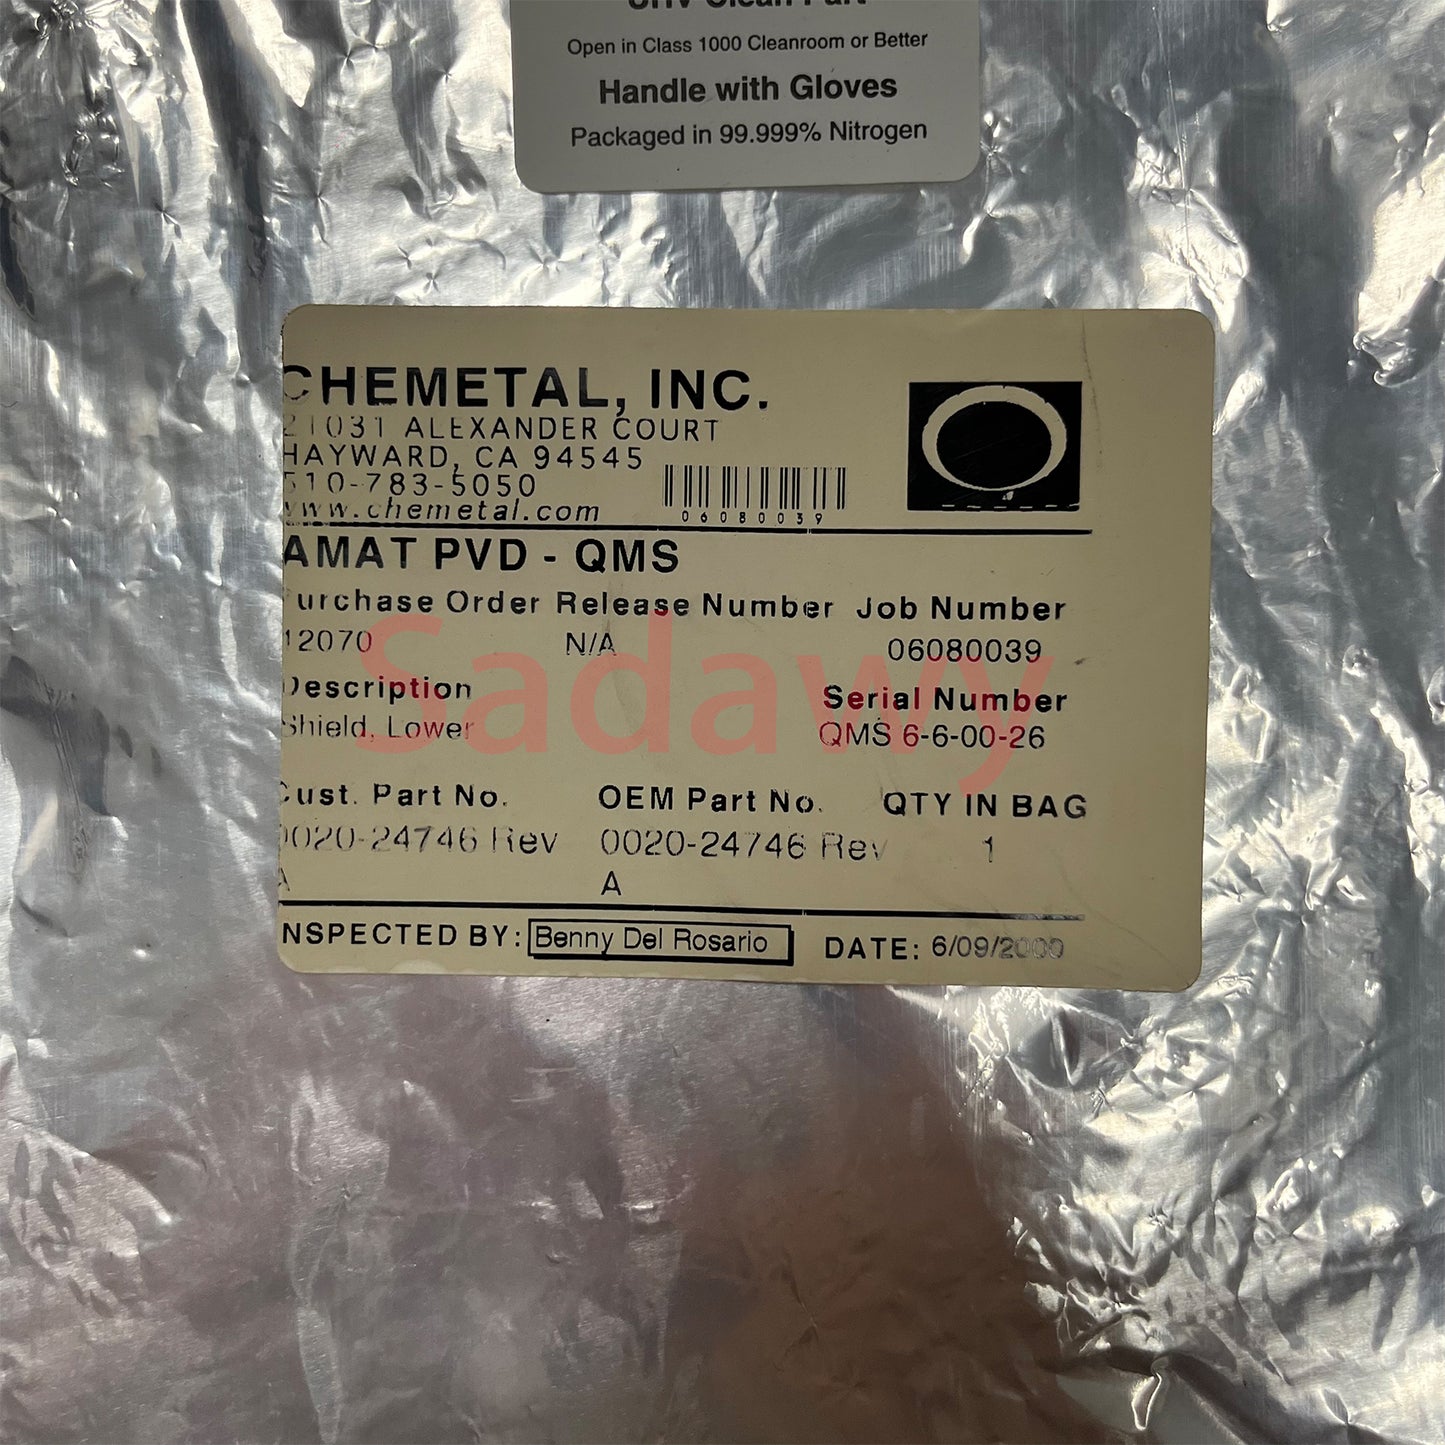 UHV Clean Part
Open in Class 1000 Cleanroom or Better
Handle with Gloves
Packaged in 99.999% Nitrogen
CHEMETAL, INC.
21031 ALEXANDER COURT
HAYWARD, CA 94545
510-783-5050
www.chemetal.com
06080039
AMAT PVD - QMS
Purchase Order Release Number Job Number
12070 N/A 06080039
Description Serial Number
Shield, Lower QMS 6-6-00-26
Sadawy
Cust. Part No. OEM Part No. QTY IN BAG
0020-24746 Rev 0020-24746 Rev 1
A A
INSPECTED BY: Benny Del Rosario DATE: 6/09/2000